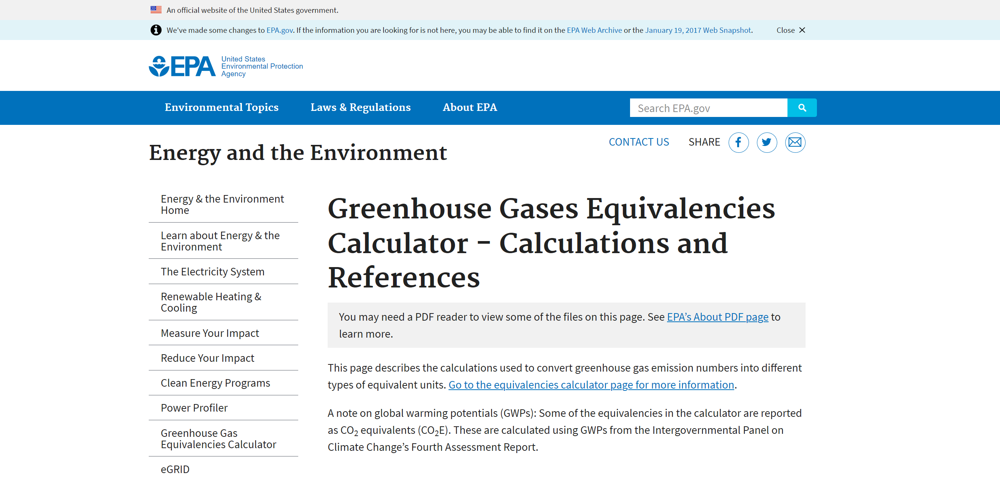 An official website of the United States government.
We've made some changes to EPA.gov. If the information you are looking for is not here, you may be able to find it on the EPA Web Archive or the January 19, 2017 Web Snapshot.
Close
EPA
United States
Environmental Protection
Agency
Environmental Topics
Laws & Regulations
About EPA
Search EPA.gov
CONTACT US
SHARE
Energy and the Environment
Energy & the Environment
Home
Learn about Energy & the
Environment
The Electricity System
Renewable Heating &
Cooling
Measure Your Impact
Reduce Your Impact
Clean Energy Programs
Power Profiler
Greenhouse Gas
Equivalencies Calculator
eGRID
Greenhouse Gases Equivalencies
Calculator - Calculations and
References
You may need a PDF reader to view some of the files on this page. See EPA’s About PDF page to
learn more.
This page describes the calculations used to convert greenhouse gas emission numbers into different
types of equivalent units. Go to the equivalencies calculator page for more information.
A note on global warming potentials (GWPs): Some of the equivalencies in the calculator are reported
as CO₂ equivalents (CO₂E). These are calculated using GWPs from the Intergovernmental Panel on
Climate Change’s Fourth Assessment Report.